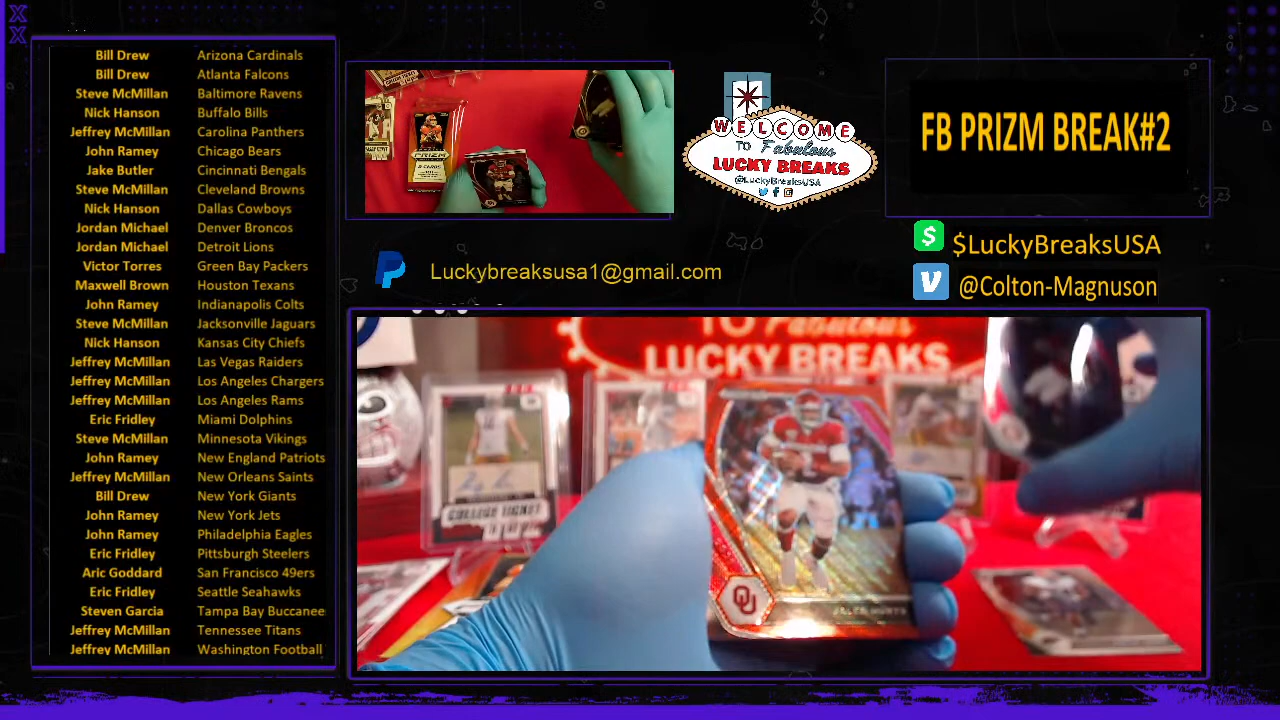 Bill Drew Arizona Cardinals
Bill Drew Atlanta Falcons
Steve McMillan Baltimore Ravens
Nick Hanson Buffalo Bills
Jeffrey McMillan Carolina Panthers
John Ramey Chicago Bears
Jake Butler Cincinnati Bengals
Steve McMillan Cleveland Browns
Nick Hanson Dallas Cowboys
Jordan Michael Denver Broncos
Jordan Michael Detroit Lions
Victor Torres Green Bay Packers
Maxwell Brown Houston Texans
John Ramey Indianapolis Colts
Steve McMillan Jacksonville Jaguars
Nick Hanson Kansas City Chiefs
Jeffrey McMillan Las Vegas Raiders
Jeffrey McMillan Los Angeles Chargers
Jeffrey McMillan Los Angeles Rams
Eric Fridley Miami Dolphins
Steve McMillan Minnesota Vikings
John Ramey New England Patriots
Jeffrey McMillan New Orleans Saints
Bill Drew New York Giants
John Ramey New York Jets
John Ramey Philadelphia Eagles
Eric Fridley Pittsburgh Steelers
Aric Goddard San Francisco 49ers
Eric Fridley Seattle Seahawks
Steven Garcia Tampa Bay Buccanee
Jeffrey McMillan Tennessee Titans
Jeffrey McMillan Washington Football
PRIZM
WELCOME
TO Fabulous
LUCKY BREAKS
@LuckyBreaksUSA
FB PRIZM BREAK#2
$LuckyBreaksUSA
@Colton-Magnuson
Luckybreaksusa1@gmail.com
TO Fabulous
LUCKY BREAKS
COLLEGE TICKET
OU
JALEN HURTS